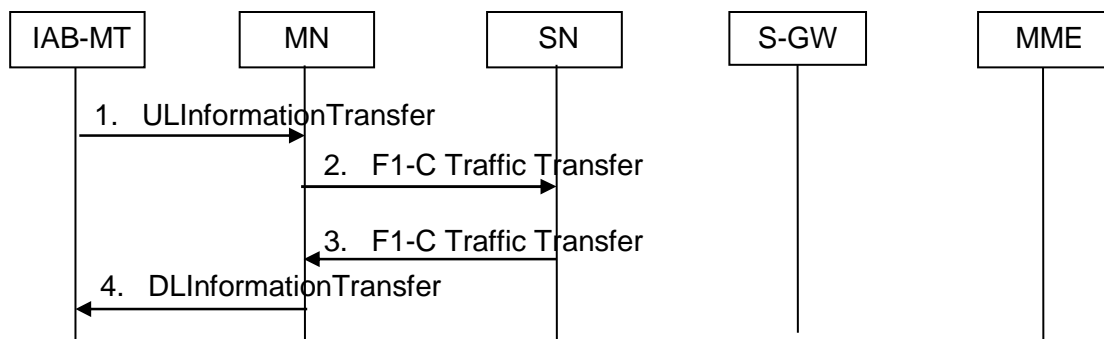 IAB-MT
MN
SN
S-GW
MME
1. ULInformationTransfer
2. F1-C Traffic Transfer
3. F1-C Traffic Transfer
4. DLInformationTransfer